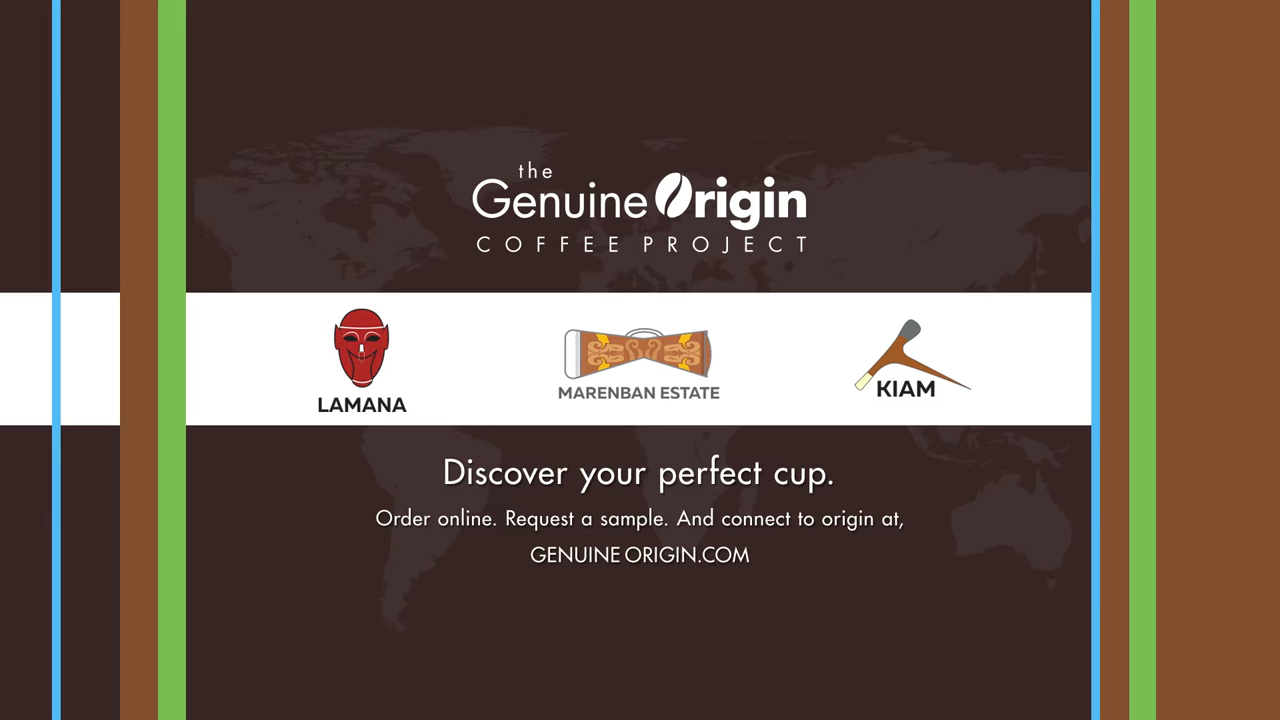 the
Genuine Origin
COFFEE PROJECT
LAMANA
MARENBAN ESTATE
KIAM
Discover your perfect cup.
Order online. Request a sample. And connect to origin at,
GENUINE ORIGIN.COM